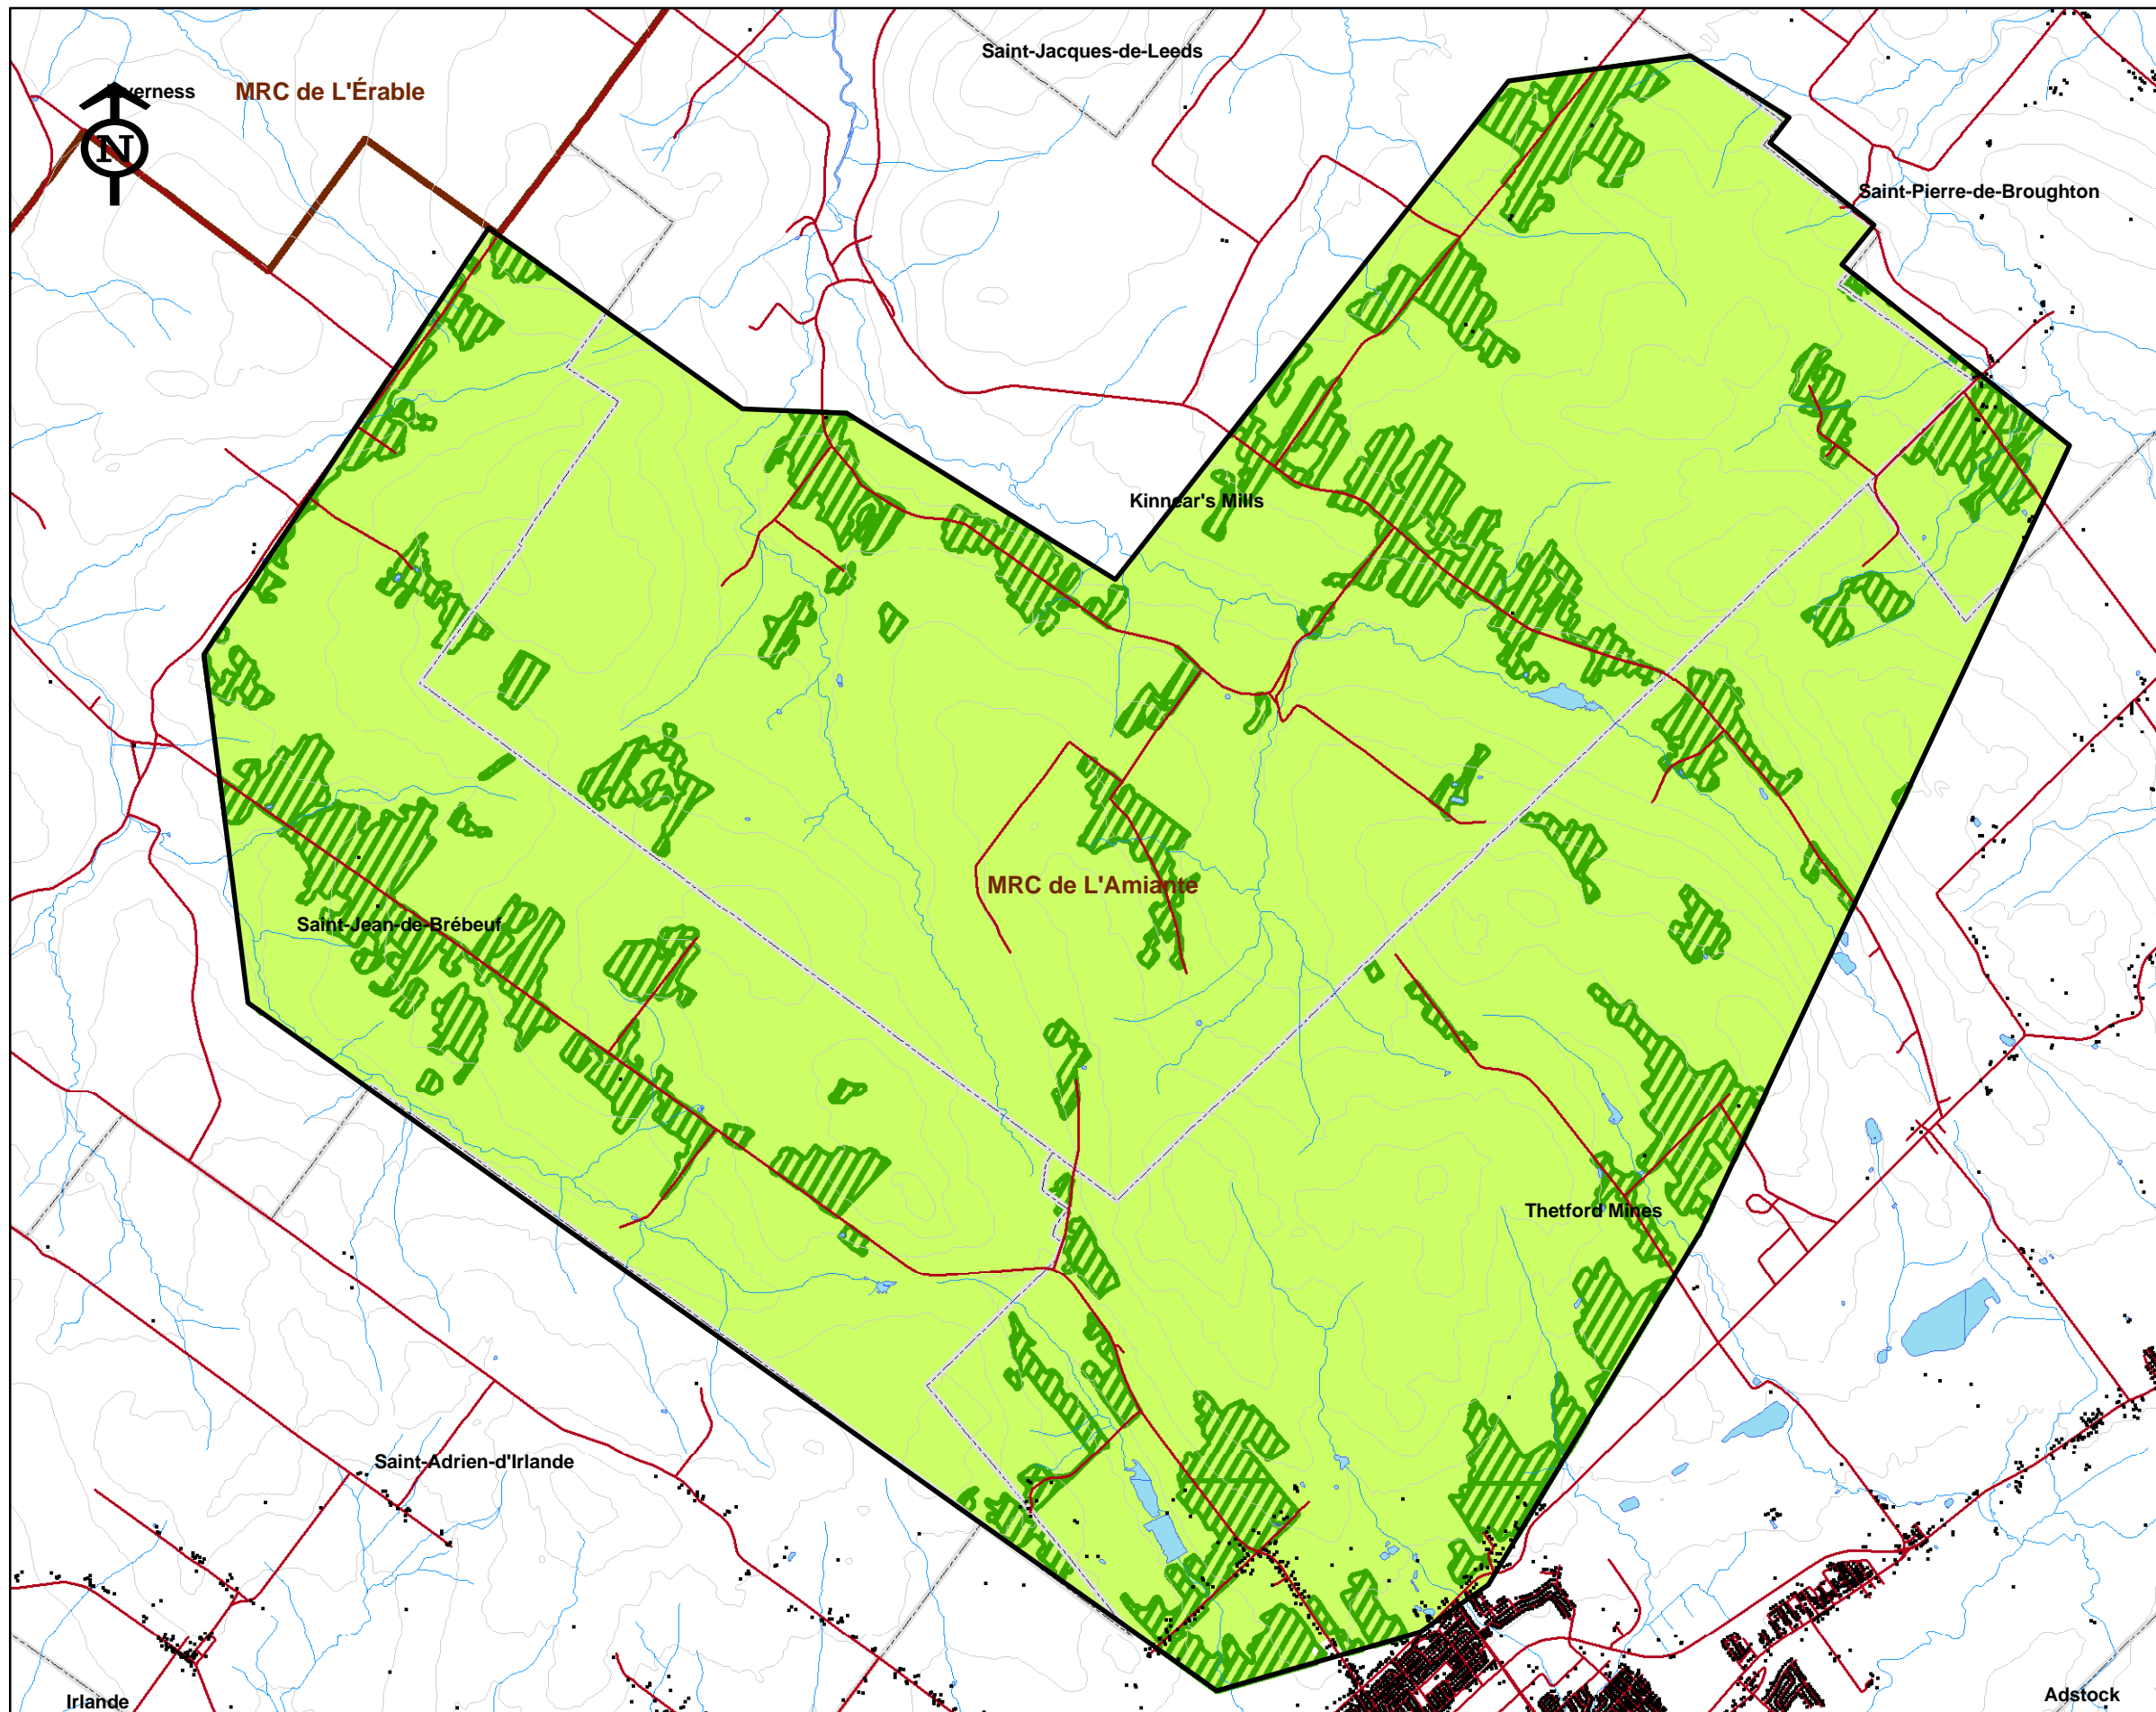 Saint-Jacques-de-Leeds
MRC de L'Érable
N
Saint-Pierre-de-Broughton
Kinnear's Mills
MRC de L'Amiante
Saint-Jean-de-Brébeuf
Thetford Mines
Saint-Adrien-d'Irlande
Irlande
Adstock